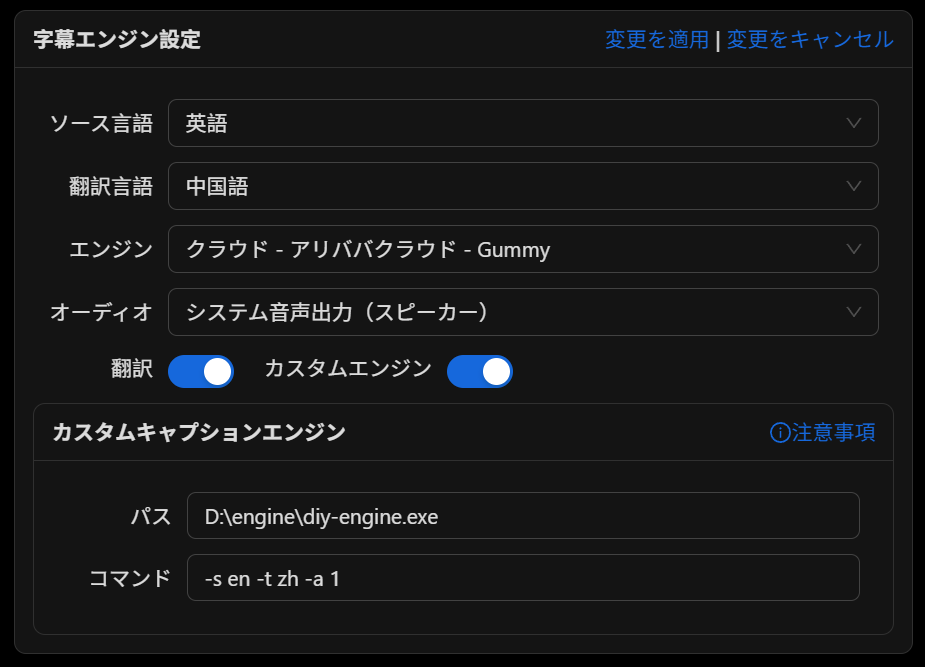 字幕エンジン設定 変更を適用 | 変更をキャンセル
ソース言語 英語
翻訳言語 中国語
エンジン クラウド - アリババクラウド - Gummy
オーディオ システム音声出力（スピーカー）
翻訳 カスタムエンジン
カスタムキャプションエンジン 注意事項
パス D:\engine\diy-engine.exe
コマンド -s en -t zh -a 1